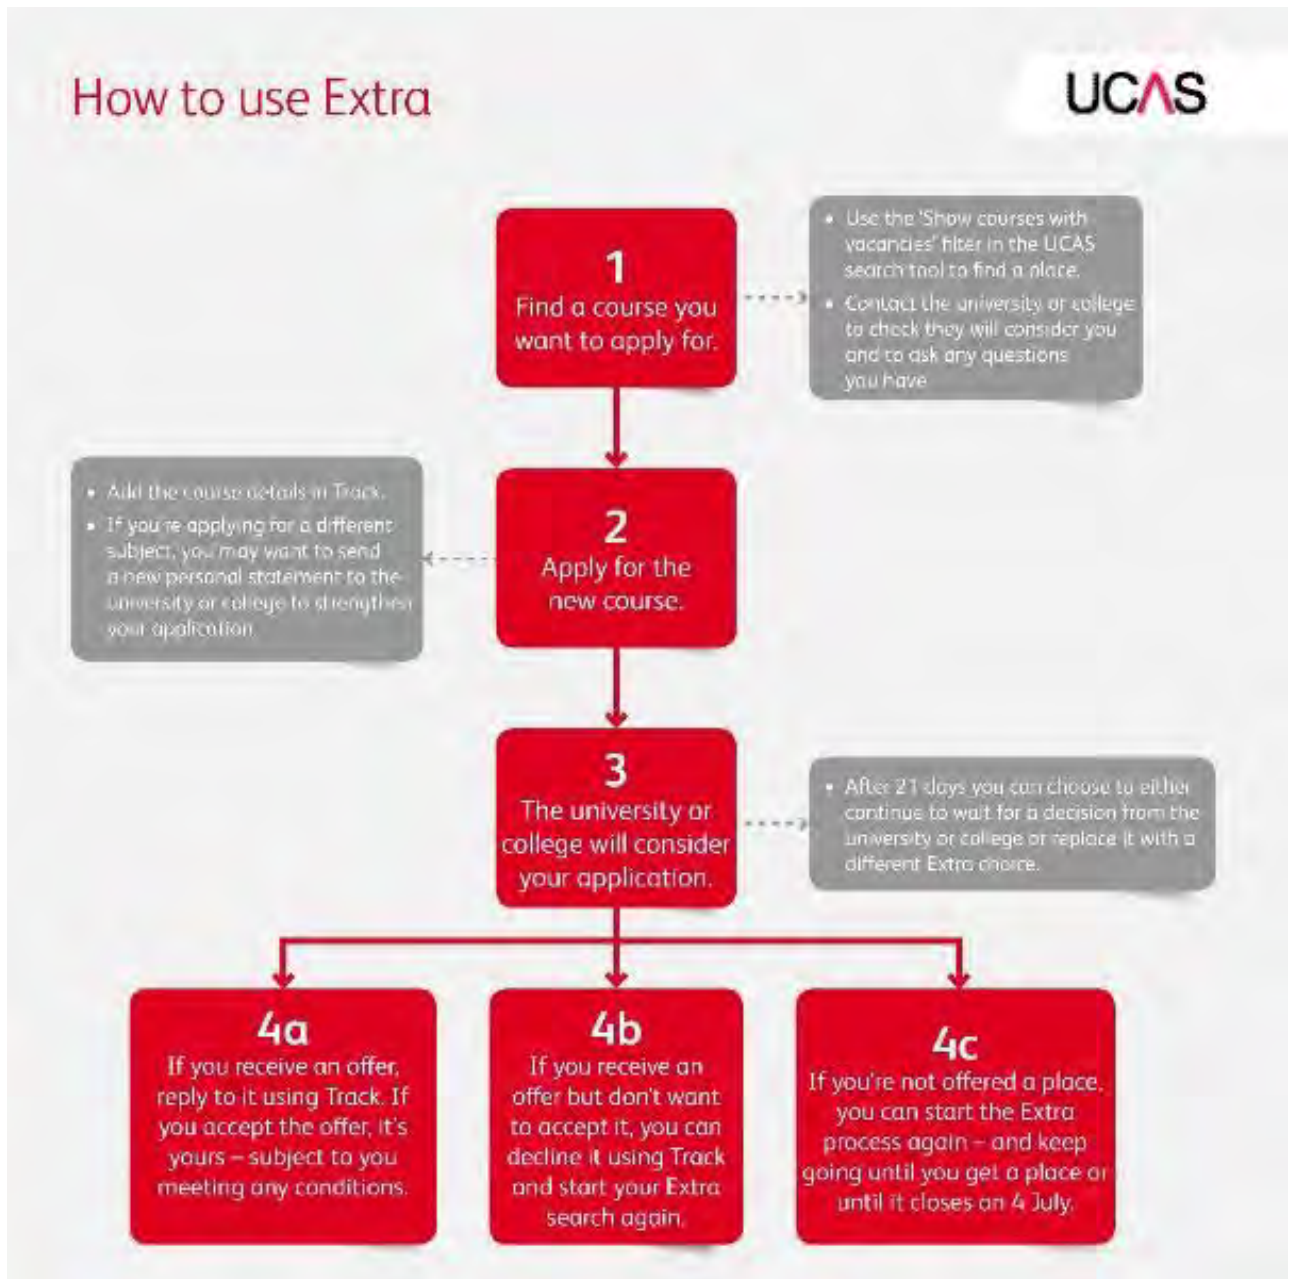 How to use Extra
UCAS
1
Find a course you
want to apply for.
• Use the 'Show courses with
vacancies' filter in the UCAS
search tool to find a place.
• Contact the university or college
to check they will consider you
and to ask any questions
you have
• Add the course details in Track.
• If you're applying for a different
subject, you may want to send
a new personal statement to the
university or college to strengthen
your application
2
Apply for the
new course.
3
The university or
college will consider
your application.
• After 21 days you can choose to either
continue to wait for a decision from the
university or college or replace it with a
different Extra choice.
4a
If you receive an offer,
reply to it using Track. If
you accept the offer, it's
yours – subject to you
meeting any conditions.
4b
If you receive an
offer but don't want
to accept it, you can
decline it using Track
and start your Extra
search again.
4c
If you're not offered a place,
you can start the Extra
process again – and keep
going until you get a place or
until it closes on 4 July.